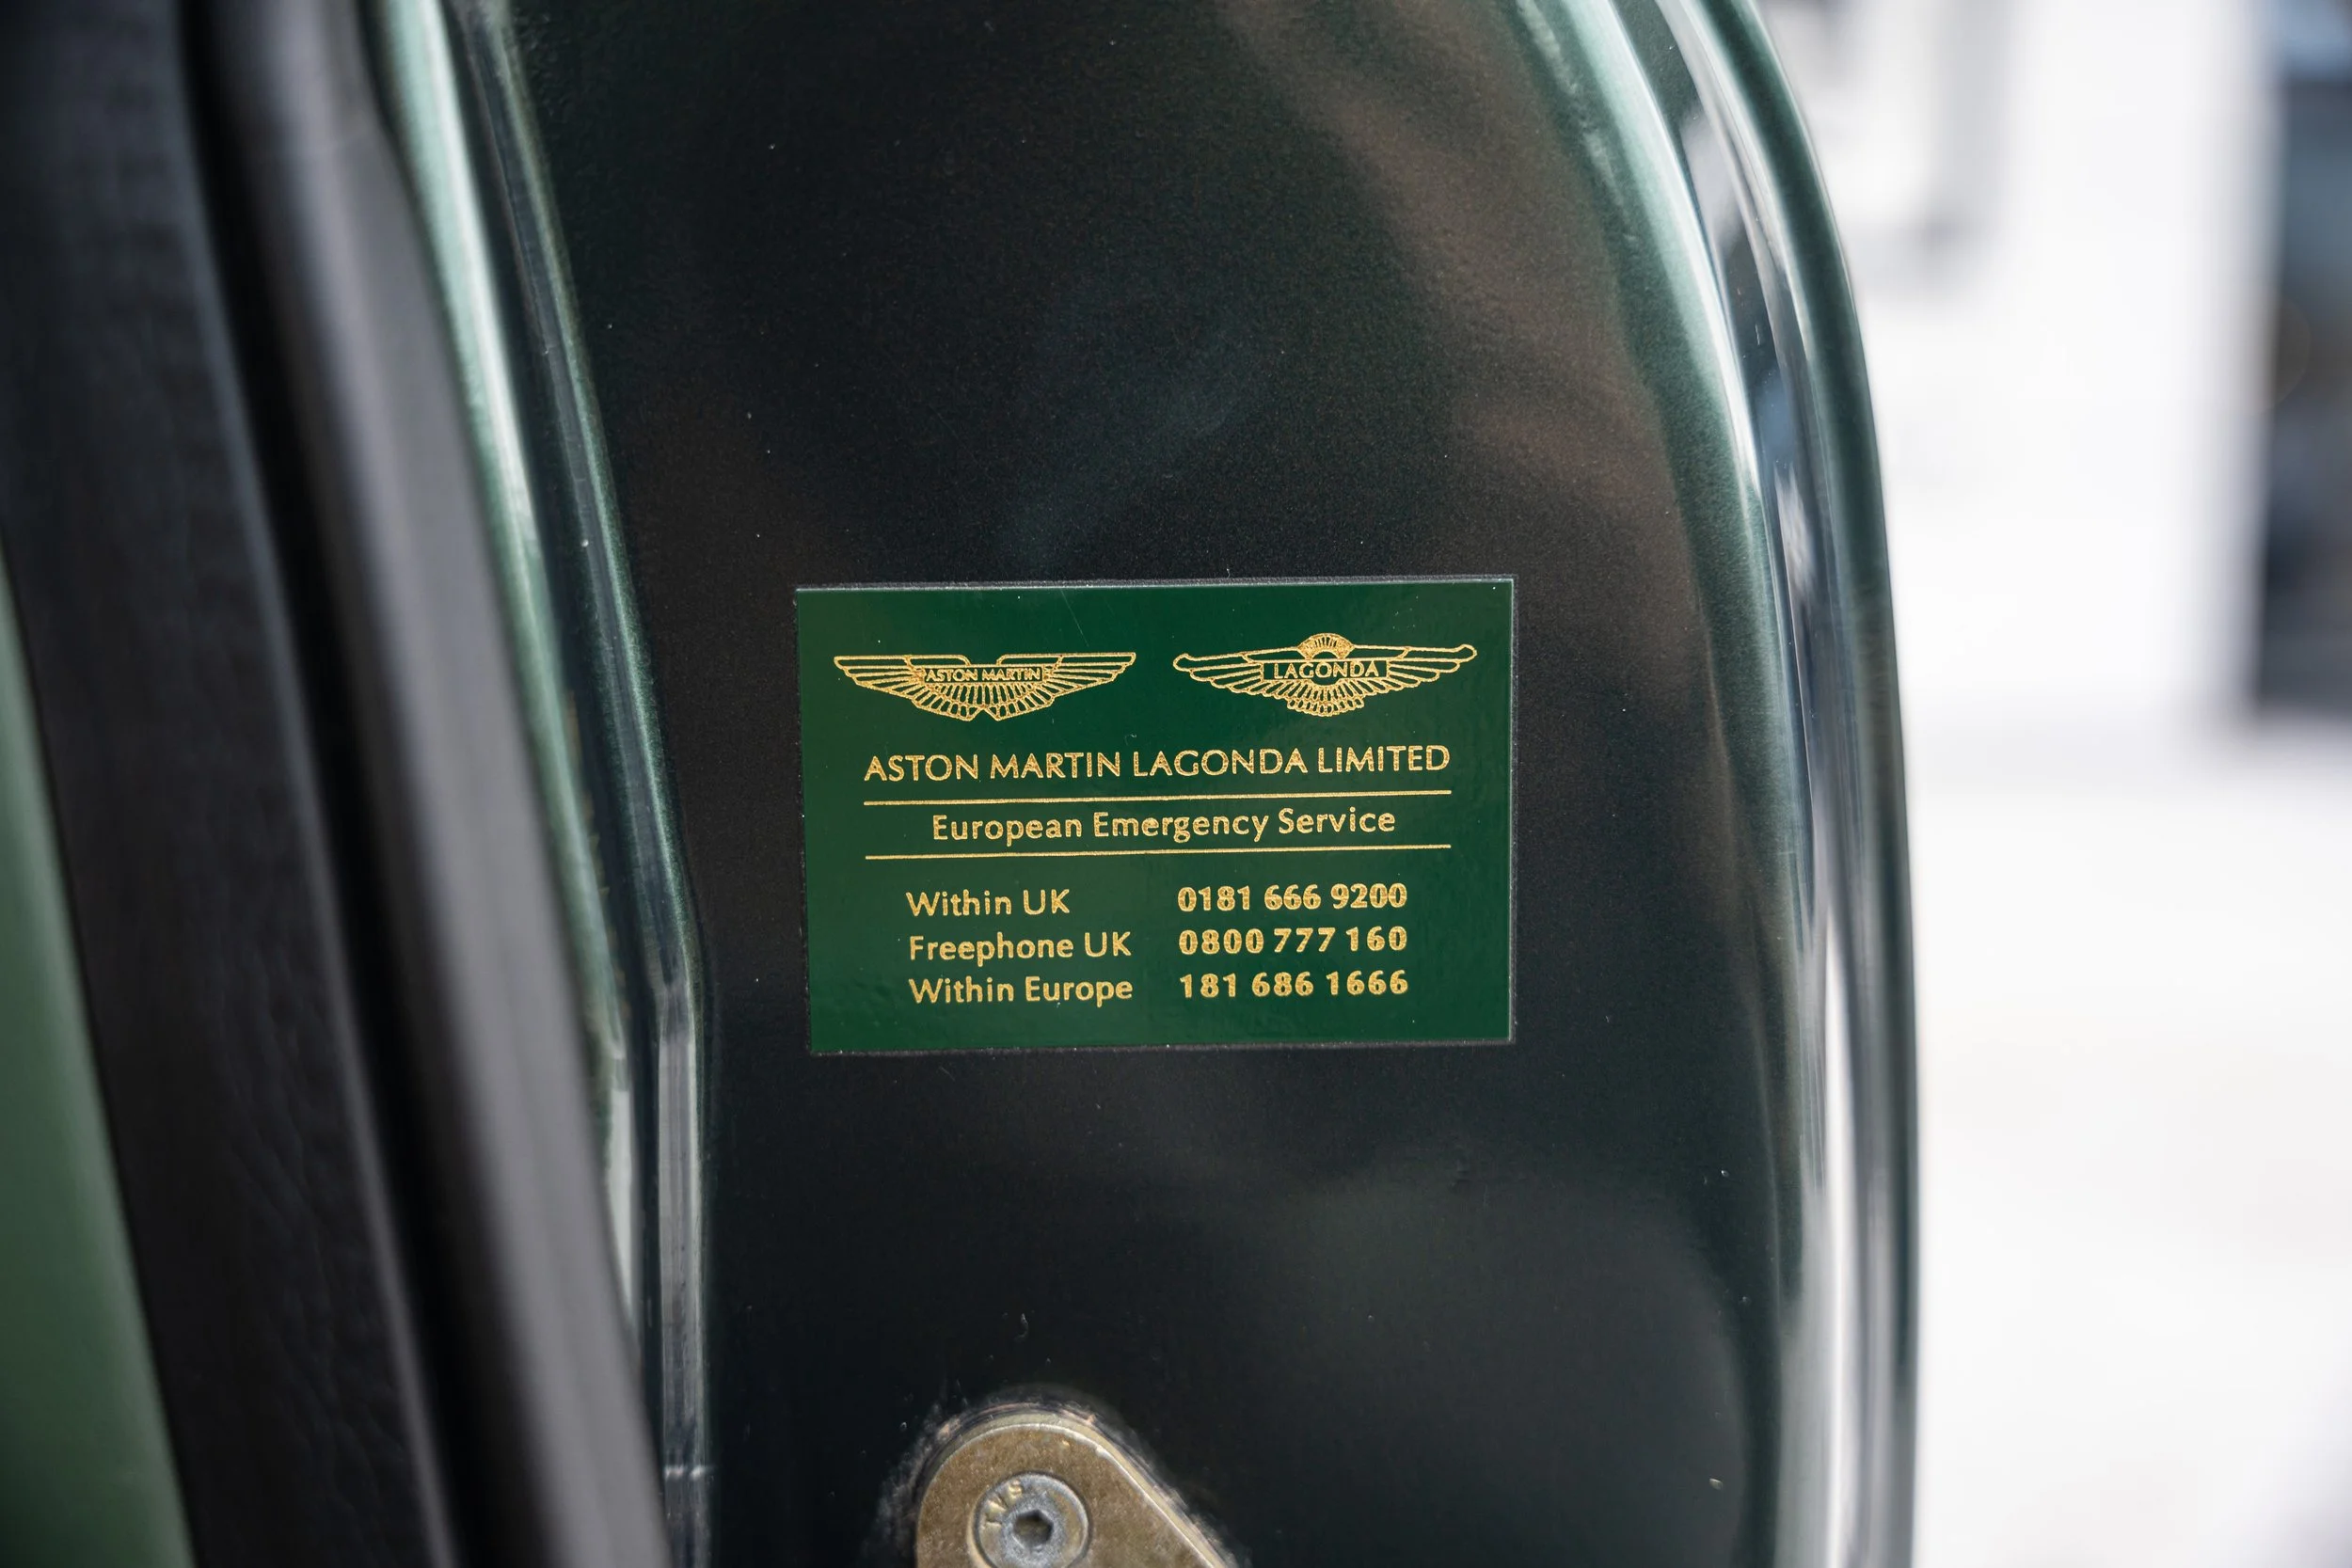 ASTON MARTIN
LAGONDA
ASTON MARTIN LAGONDA LIMITED
European Emergency Service
Within UK 0181 666 9200
Freephone UK 0800 777 160
Within Europe 181 686 1666